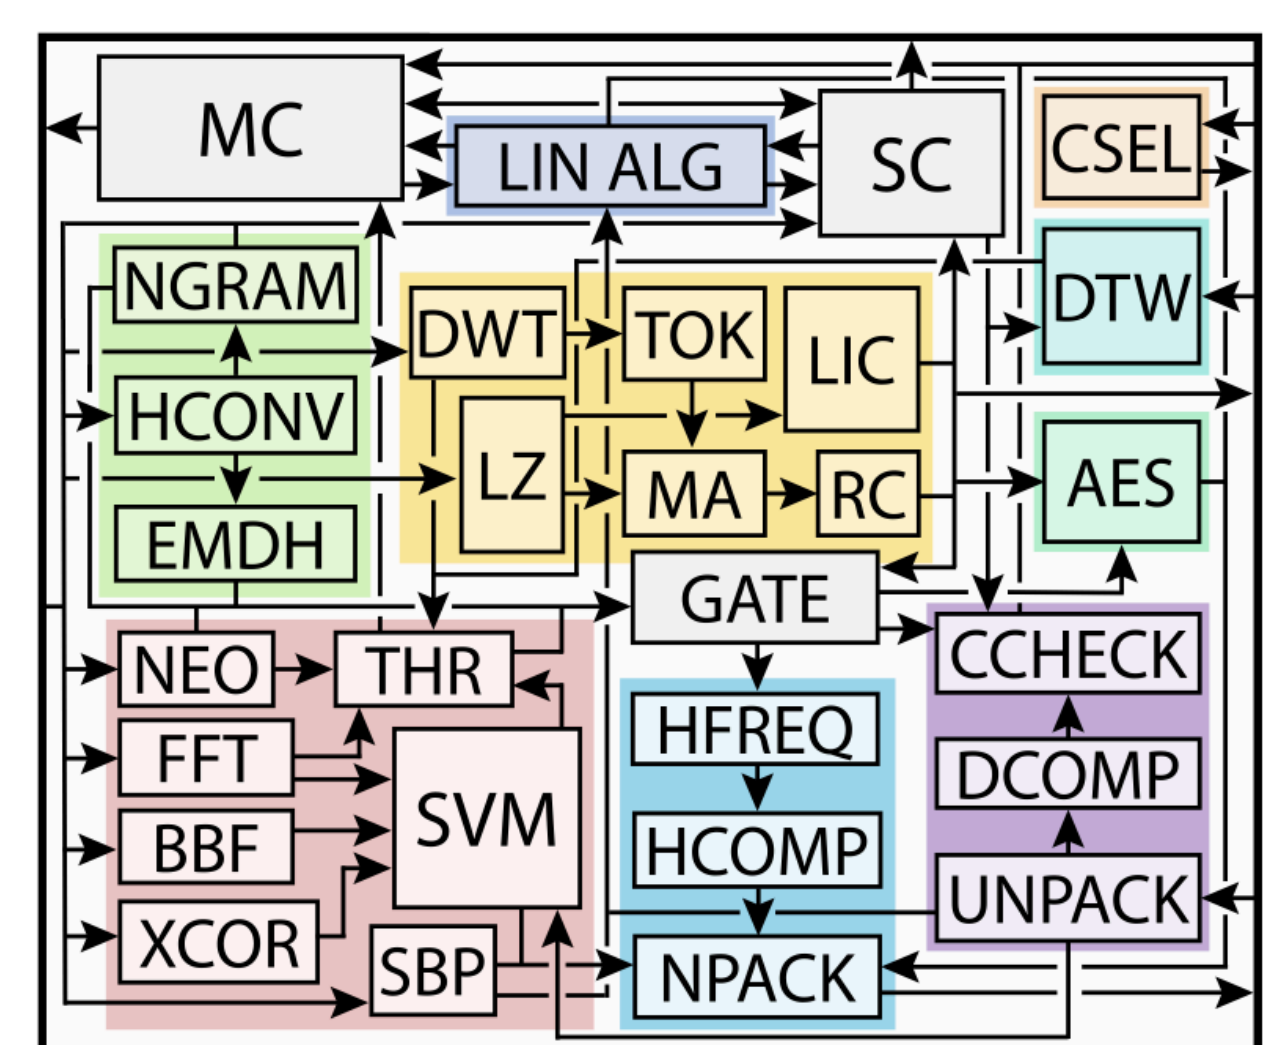 MC
LIN ALG
SC
CSEL
NGRAM
DWT
TOK
LIC
DTW
HCONV
LZ
MA
RC
AES
EMDH
GATE
NEO
THR
CCHECK
FFT
HFREQ
SVM
DCOMP
BBF
HCOMP
XCOR
UNPACK
SBP
NPACK